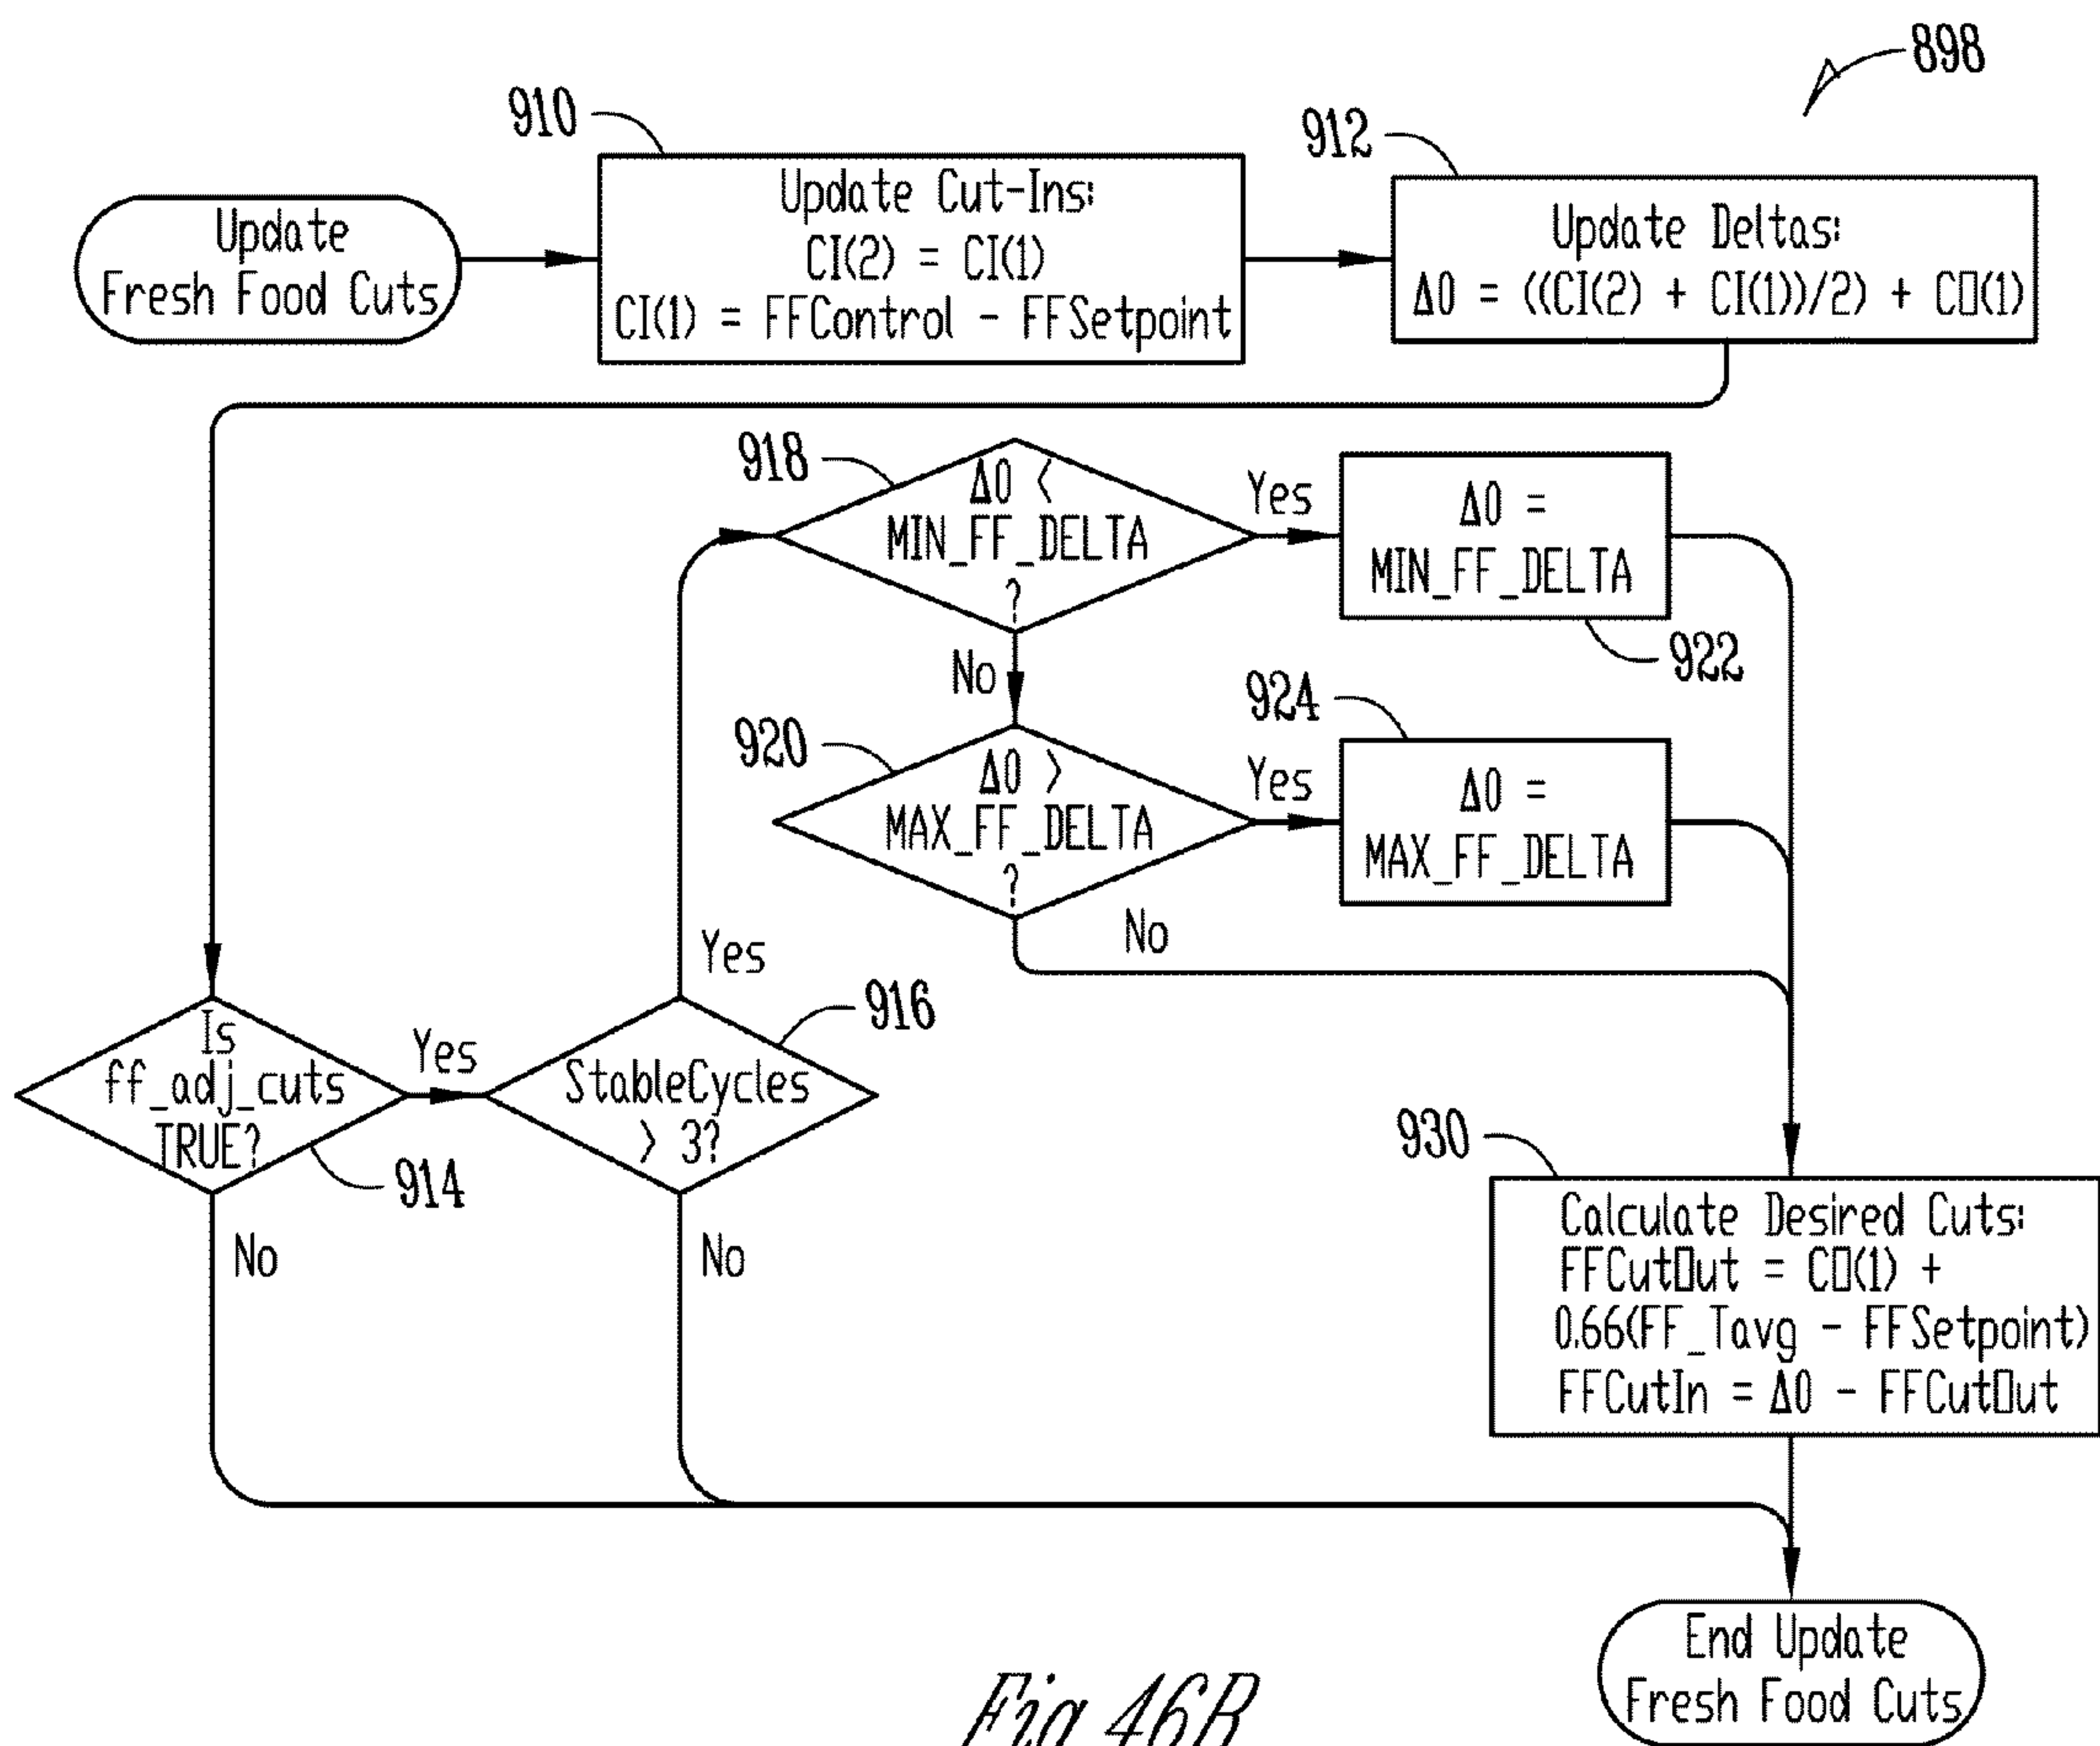 898
910
912
Update
Fresh Food Cuts
Update Cut-Ins:
CI(2) = CI(1)
CI(1) = FFControl - FFSetpoint
Update Deltas:
Δ0 = ((CI(2) + CI(1))/2) + CO(1)
918
Δ0 <
MIN_FF_DELTA
?
Yes
Δ0 =
MIN_FF_DELTA
922
No
920
Δ0 >
MAX_FF_DELTA
?
Yes
924
Δ0 =
MAX_FF_DELTA
No
Is
ff_adj_cuts
TRUE?
914
Yes
No
StableCycles
> 3?
916
Yes
No
930
Calculate Desired Cuts:
FFCutOut = CO(1) +
0.66(FF_Tavg - FFSetpoint)
FFCutIn = Δ0 - FFCutOut
End Update
Fresh Food Cuts
Fig 46B